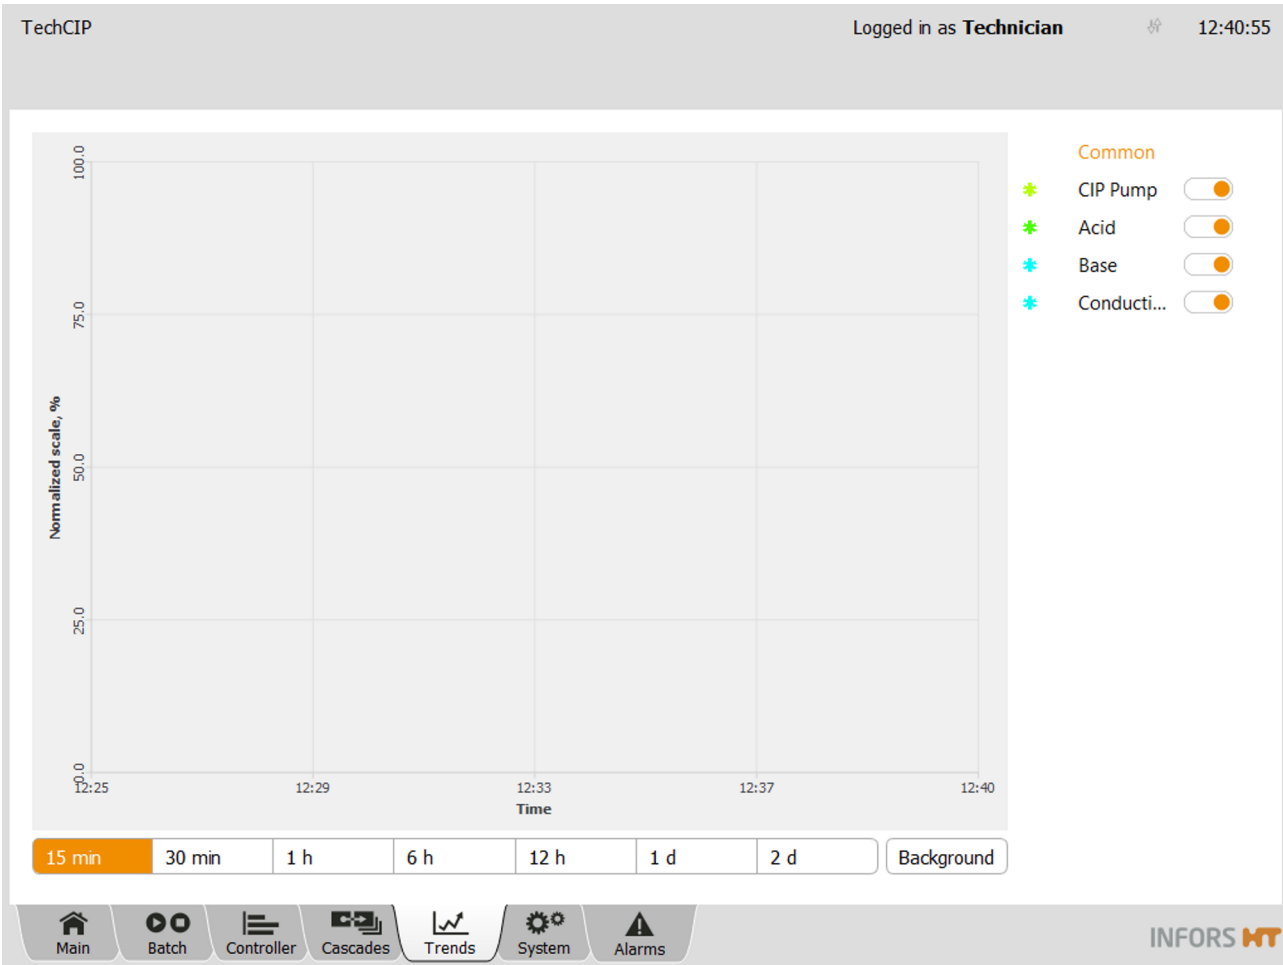 TechCIP
Logged in as Technician
12:40:55
Common
CIP Pump
Acid
Base
Conducti...
Normalized scale, %
100.0
75.0
50.0
25.0
0.0
12:25 12:29 12:33 12:37 12:40
Time
15 min 30 min 1 h 6 h 12 h 1 d 2 d Background
Main Batch Controller Cascades Trends System Alarms
INFORS HT